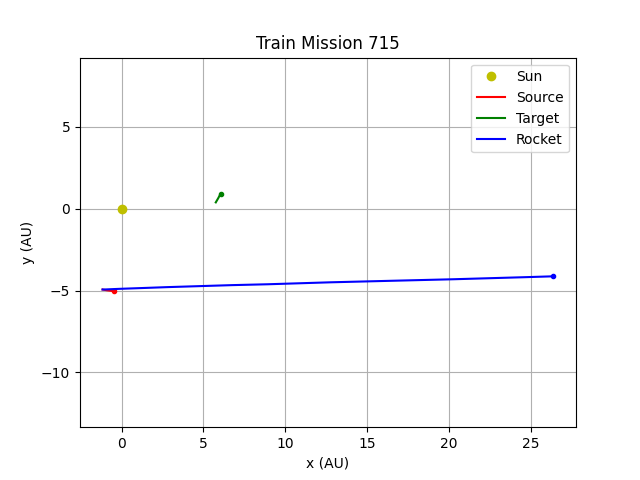 Train Mission 715
Sun
Source
Target
Rocket
5
0
−5
−10
y (AU)
0
5
10
15
20
25
x (AU)